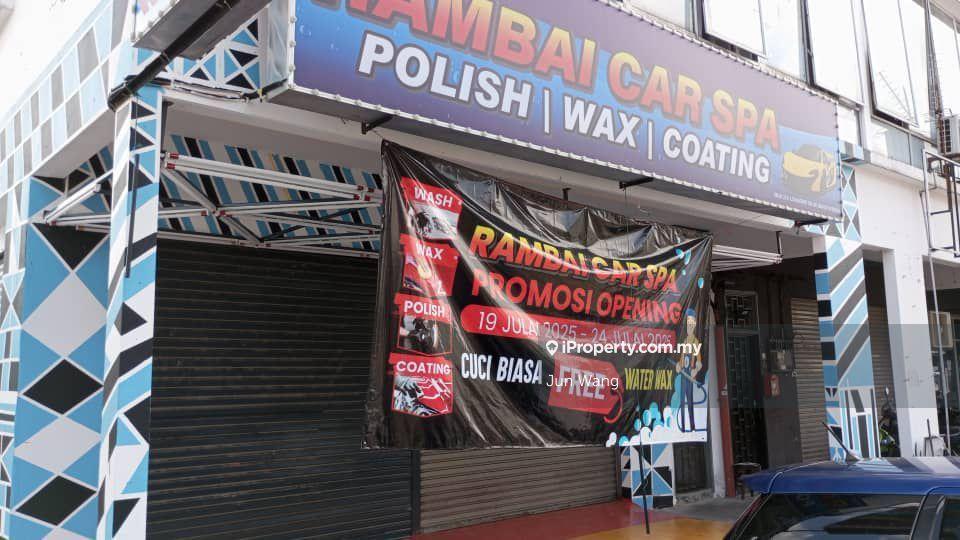 RAMBAI CAR SPA
POLISH | WAX | COATING
WASH
WAX
POLISH
COATING
RAMBAI CAR SPA
PROMOSI OPENING
19 JULAI 2025 - 24 JULAI 2025
CUCI BIASA FREE WATER WAX
iProperty.com.my
Jun Wang